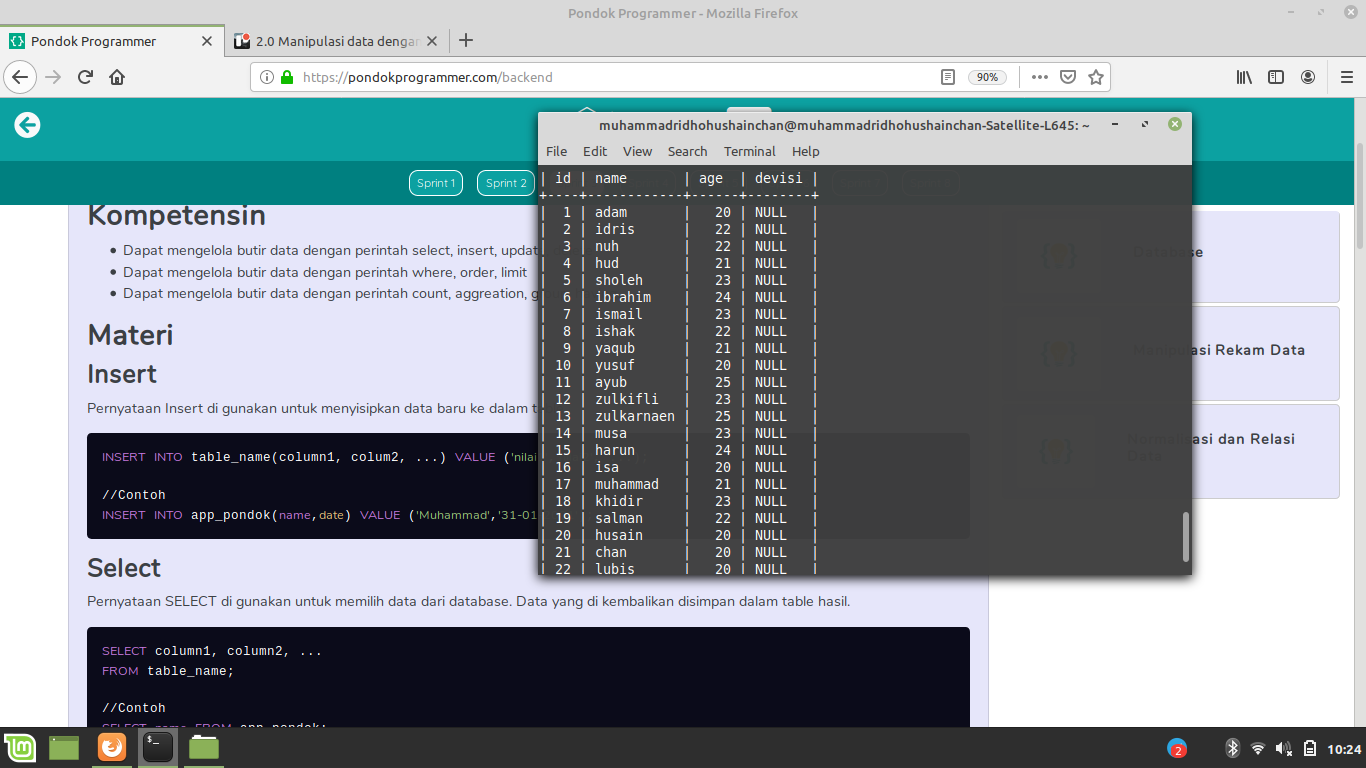 Pondok Programmer - Mozilla Firefox
Pondok Programmer
2.0 Manipulasi data dengan
https://pondokprogrammer.com/backend
90%
Sprint 1
Sprint 2
Kompetensin
Dapat mengelola butir data dengan perintah select, insert, updat
Dapat mengelola butir data dengan perintah where, order, limit
Dapat mengelola butir data dengan perintah count, aggreation, g
Materi
Insert
Pernyataan Insert di gunakan untuk menyisipkan data baru ke dalam t
INSERT INTO table_name(column1, colum2, ...) VALUE ('nilai
//Contoh
INSERT INTO app_pondok(name,date) VALUE ('Muhammad','31-01
Select
Pernyataan SELECT di gunakan untuk memilih data dari database. Data yang di kembalikan disimpan dalam table hasil.
SELECT column1, column2, ...
FROM table_name;
//Contoh
SELECT name FROM app_pondok;
muhammadridhohushainchan@muhammadridhohushainchan-Satellite-L645: ~
File Edit View Search Terminal Help
| id | name | age | devisi |
+----+------------+------+--------+
| 1 | adam | 20 | NULL |
| 2 | idris | 22 | NULL |
| 3 | nuh | 22 | NULL |
| 4 | hud | 21 | NULL |
| 5 | sholeh | 23 | NULL |
| 6 | ibrahim | 24 | NULL |
| 7 | ismail | 23 | NULL |
| 8 | ishak | 22 | NULL |
| 9 | yaqub | 21 | NULL |
| 10 | yusuf | 20 | NULL |
| 11 | ayub | 25 | NULL |
| 12 | zulkifli | 23 | NULL |
| 13 | zulkarnaen | 25 | NULL |
| 14 | musa | 23 | NULL |
| 15 | harun | 24 | NULL |
| 16 | isa | 20 | NULL |
| 17 | muhammad | 21 | NULL |
| 18 | khidir | 23 | NULL |
| 19 | salman | 22 | NULL |
| 20 | husain | 20 | NULL |
| 21 | chan | 20 | NULL |
| 22 | lubis | 20 | NULL |
Database
Manipulasi Rekam Data
Normalisasi dan Relasi
Data
2
10:24